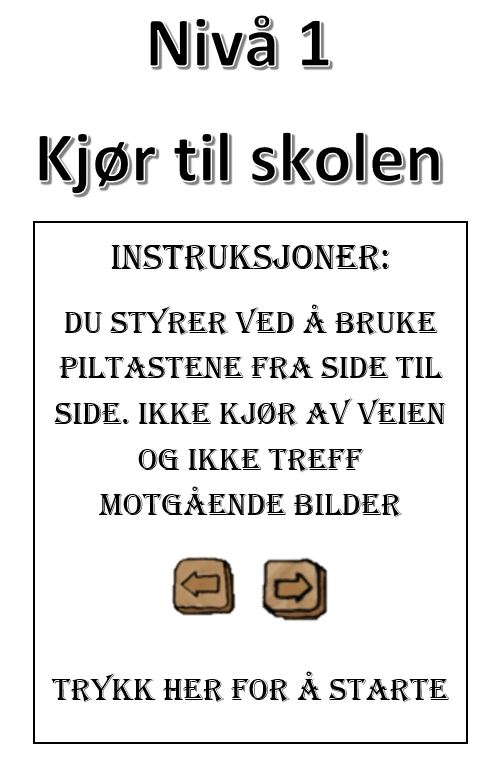 Nivå 1
Kjør til skolen
INSTRUKSJONER:
DU STYRER VED Å BRUKE
PILTASTENE FRA SIDE TIL
SIDE. IKKE KJØR AV VEIEN
OG IKKE TREFF
MOTGÅENDE BILDER
TRYKK HER FOR Å STARTE